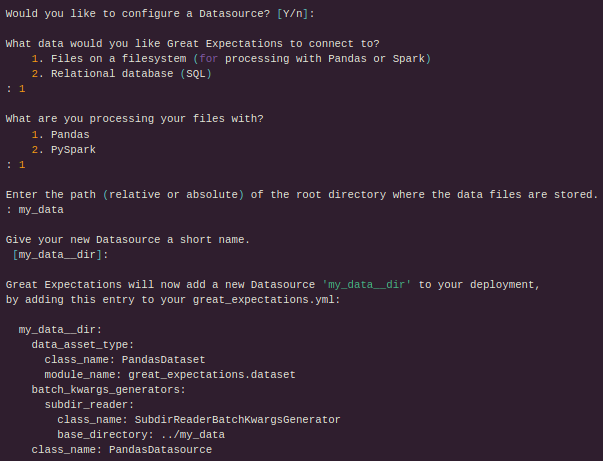 Would you like to configure a Datasource? [Y/n]:
What data would you like Great Expectations to connect to?
1. Files on a filesystem (for processing with Pandas or Spark)
2. Relational database (SQL)
: 1
What are you processing your files with?
1. Pandas
2. PySpark
: 1
Enter the path (relative or absolute) of the root directory where the data files are stored.
: my_data
Give your new Datasource a short name.
[my_data__dir]:
Great Expectations will now add a new Datasource 'my_data__dir' to your deployment,
by adding this entry to your great_expectations.yml:
my_data__dir:
data_asset_type:
class_name: PandasDataset
module_name: great_expectations.dataset
batch_kwargs_generators:
subdir_reader:
class_name: SubdirReaderBatchKwargsGenerator
base_directory: ../my_data
class_name: PandasDatasource